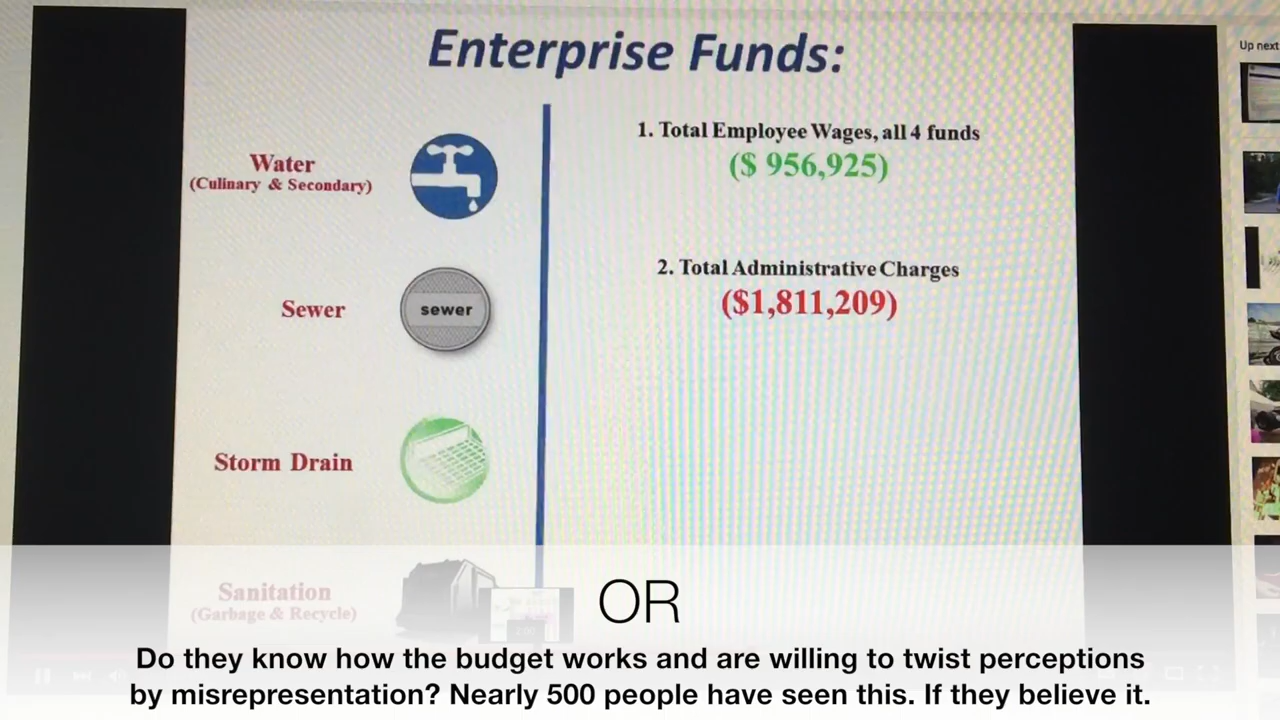 Enterprise Funds:
Up next
1. Total Employee Wages, all 4 funds
($ 956,925)
Water
(Culinary & Secondary)
2. Total Administrative Charges
($1,811,209)
Sewer
sewer
Storm Drain
Sanitation
(Garbage & Recycle)
OR
Do they know how the budget works and are willing to twist perceptions
by misrepresentation? Nearly 500 people have seen this. If they believe it.